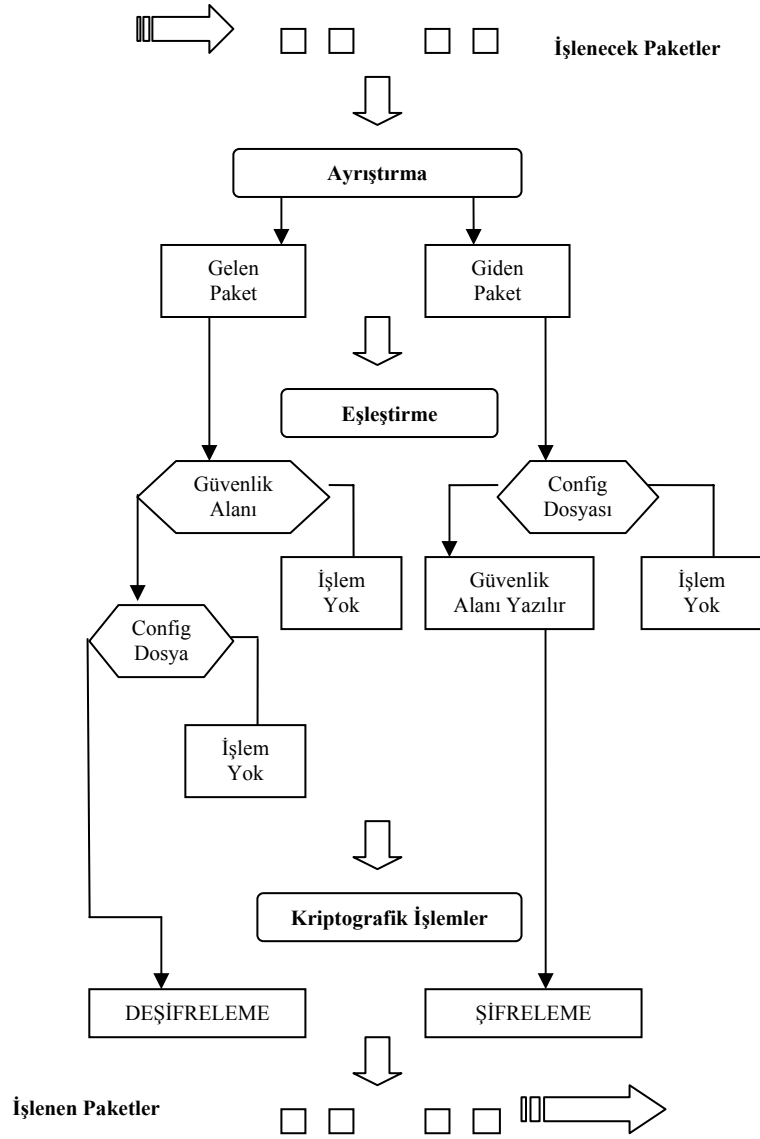 İşlenecek Paketler
Ayrıştırma
Gelen
Paket
Giden
Paket
Eşleştirme
Güvenlik
Alanı
Config
Dosyası
İşlem
Yok
Güvenlik
Alanı Yazılır
İşlem
Yok
Config
Dosya
İşlem
Yok
Kriptografik İşlemler
DEŞİFRELEME
ŞİFRELEME
İşlenen Paketler